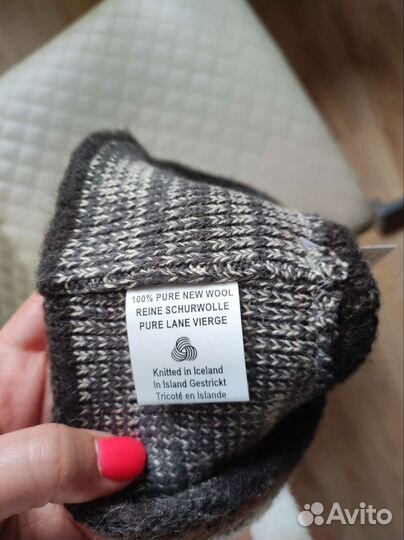 100% PURE NEW WOOL
REINE SCHURWOLLE
PURE LANE VIERGE
Knitted in Iceland
In Island Gestrickt
Tricoté en Islande
Avito